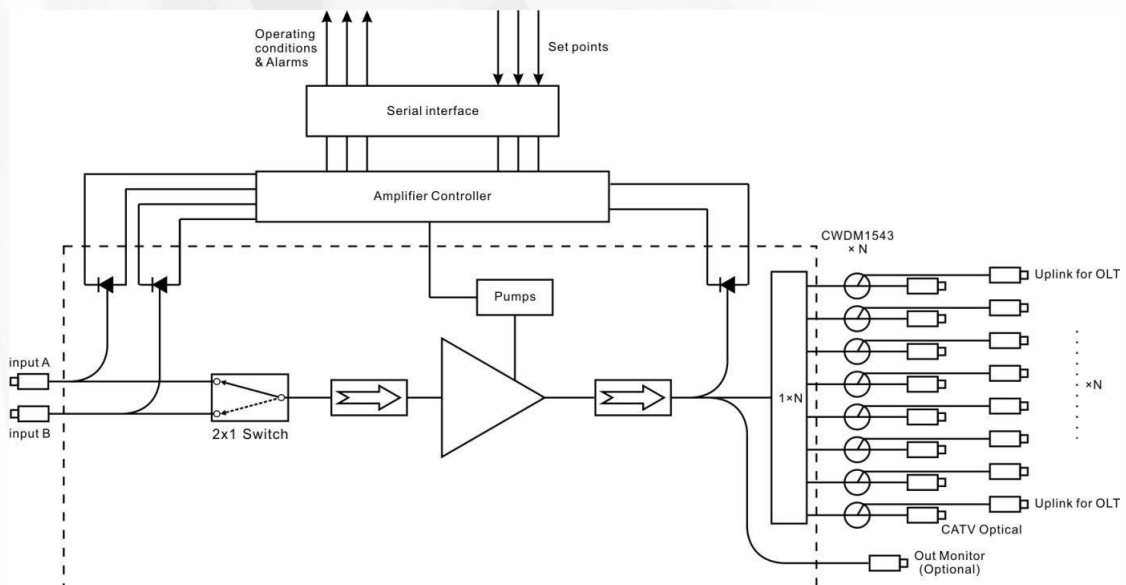 Operating
conditions
& Alarms
Set points
Serial interface
Amplifier Controller
CWDM1543
× N
Uplink for OLT
Pumps
input A
input B
2x1 Switch
1×N
×N
Uplink for OLT
CATV Optical
Out Monitor
(Optional)